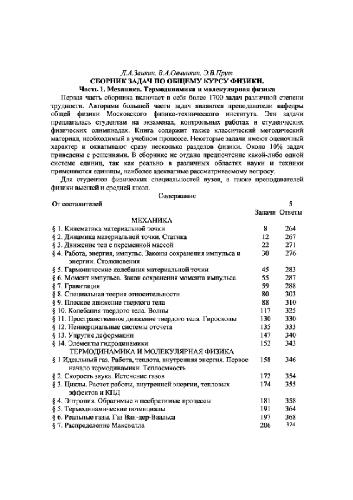 Д.А.Заикин, В.А.Овчинкин, Э.В.Прут
СБОРНИК ЗАДАЧ ПО ОБЩЕМУ КУРСУ ФИЗИКИ.
Часть 1. Механика. Термодинамика и молекулярная физика
Первая часть сборника включает в себя более 1700 задач различной степени
трудности. Авторами большей части задач являются преподаватели кафедры
общей физики Московского физико-технического института. Эти задачи
предлагались студентам на экзаменах, контрольных работах и студенческих
физических олимпиадах. Книга содержит также классический методический
материал, необходимый в учебном процессе. Некоторые задачи имеют оценочный
характер и охватывают сразу несколько разделов физики. Около 10% задач
приведены с решениями. В сборнике не отдано предпочтение какой-либо одной
системе единиц, так как реально в различных областях науки и техники
применяются единицы, наиболее адекватные рассматриваемому вопросу.
Для студентов физических специальностей вузов, а также преподавателей
физики высшей и средней школ.
Содержание
От составителей 5
Задачи Ответы
МЕХАНИКА
§ 1. Кинематика материальной точки 8 264
§ 2. Динамика материальной точки. Статика 12 267
§ 3. Движение тел с переменной массой 22 271
§ 4. Работа, энергия, импульс. Законы сохранения импульса и 30 276
энергии. Столкновения
§ 5. Гармонические колебания материальной точки 45 283
§ 6. Момент импульса. Закон сохранения момента импульса 55 287
§ 7. Гравитация 59 288
§ 8. Специальная теория относительности 80 303
§ 9. Плоское движение твердого тела 88 310
§ 10. Колебания твердого тела. Волны 117 325
§ 11. Пространственное движение твердого тела. Гироскопы 130 330
§ 12. Неинерциальные системы отсчета 135 333
§ 13. Упругие деформации 147 340
§ 14. Элементы гидродинамики 152 343
ТЕРМОДИНАМИКА И МОЛЕКУЛЯРНАЯ ФИЗИКА
§ 1 Идеальный газ. Работа, теплота, внутренняя энергия. Первое 158 346
начало термодинамики. Теплоемкость
§ 2. Скорость звука. Истечение газов 172 354
§ 3. Циклы. Расчет работы, внутренней энергии, тепловых 174 355
эффектов и КПД
§ 4. Энтропия. Обратимые и необратимые процессы 181 358
§ 5. Термодинамические потенциалы 191 364
§ 6. Реальные газы. Газ Ван-дер-Ваальса 197 368
§ 7. Распределение Максвелла 206 374